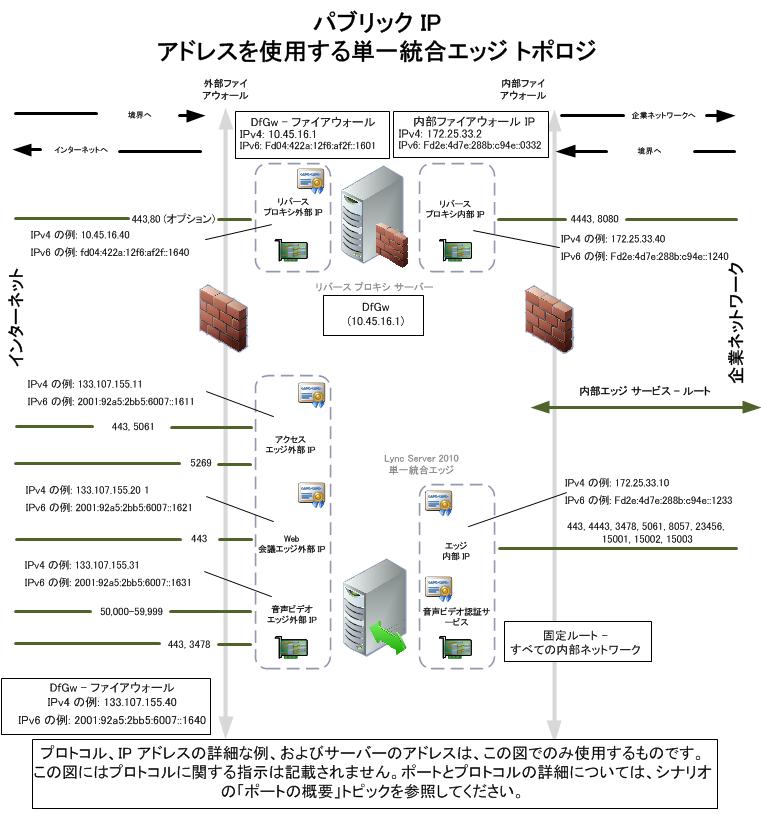 パブリック IP
アドレスを使用する単一統合エッジ トポロジ
外部ファイ
アウォール
内部ファイ
アウォール
境界へ
インターネットへ
企業ネットワークへ
境界へ
DfGw – ファイアウォール
IPv4: 10.45.16.1
IPv6: Fd04:422a:12f6:af2f::1601
内部ファイアウォール IP
IPv4: 172.25.33.2
IPv6: Fd2e:4d7e:288b:c94e::0332
リバース
プロキシ外部 IP
リバース
プロキシ内部 IP
443,80 (オプション)
4443, 8080
IPv4 の例: 10.45.16.40
IPv6 の例: fd04:422a:12f6:af2f::1640
IPv4 の例: 172.25.33.40
IPv6 の例: Fd2e:4d7e:288b:c94e::1240
リバース プロキシ サーバー
DfGw
(10.45.16.1)
インターネット
企業ネットワーク
内部エッジ サービス – ルート
IPv4 の例: 133.107.155.11
IPv6 の例: 2001:92a5:2bb5:6007::1611
443, 5061
アクセス
エッジ外部 IP
5269
Lync Server 2010
単一統合エッジ
IPv4 の例: 133.107.155.20 1
IPv6 の例: 2001:92a5:2bb5:6007::1621
IPv4 の例: 172.25.33.10
IPv6 の例: Fd2e:4d7e:288b:c94e::1233
443
Web
会議エッジ外部 IP
エッジ
内部 IP
443, 4443, 3478, 5061, 8057, 23456,
15001, 15002, 15003
IPv4 の例: 133.107.155.31
IPv6 の例: 2001:92a5:2bb5:6007::1631
50,000–59,999
音声ビデオ
エッジ外部 IP
音声ビデオ認証サ
ービス
443, 3478
固定ルート –
すべての内部ネットワーク
DfGw – ファイアウォール
IPv4 の例: 133.107.155.40
IPv6 の例: 2001:92a5:2bb5:6007::1640
プロトコル、IP アドレスの詳細な例、およびサーバーのアドレスは、この図でのみ使用するものです。
この図にはプロトコルに関する指示は記載されません。ポートとプロトコルの詳細については、シナリオ
の「ポートの概要」トピックを参照してください。